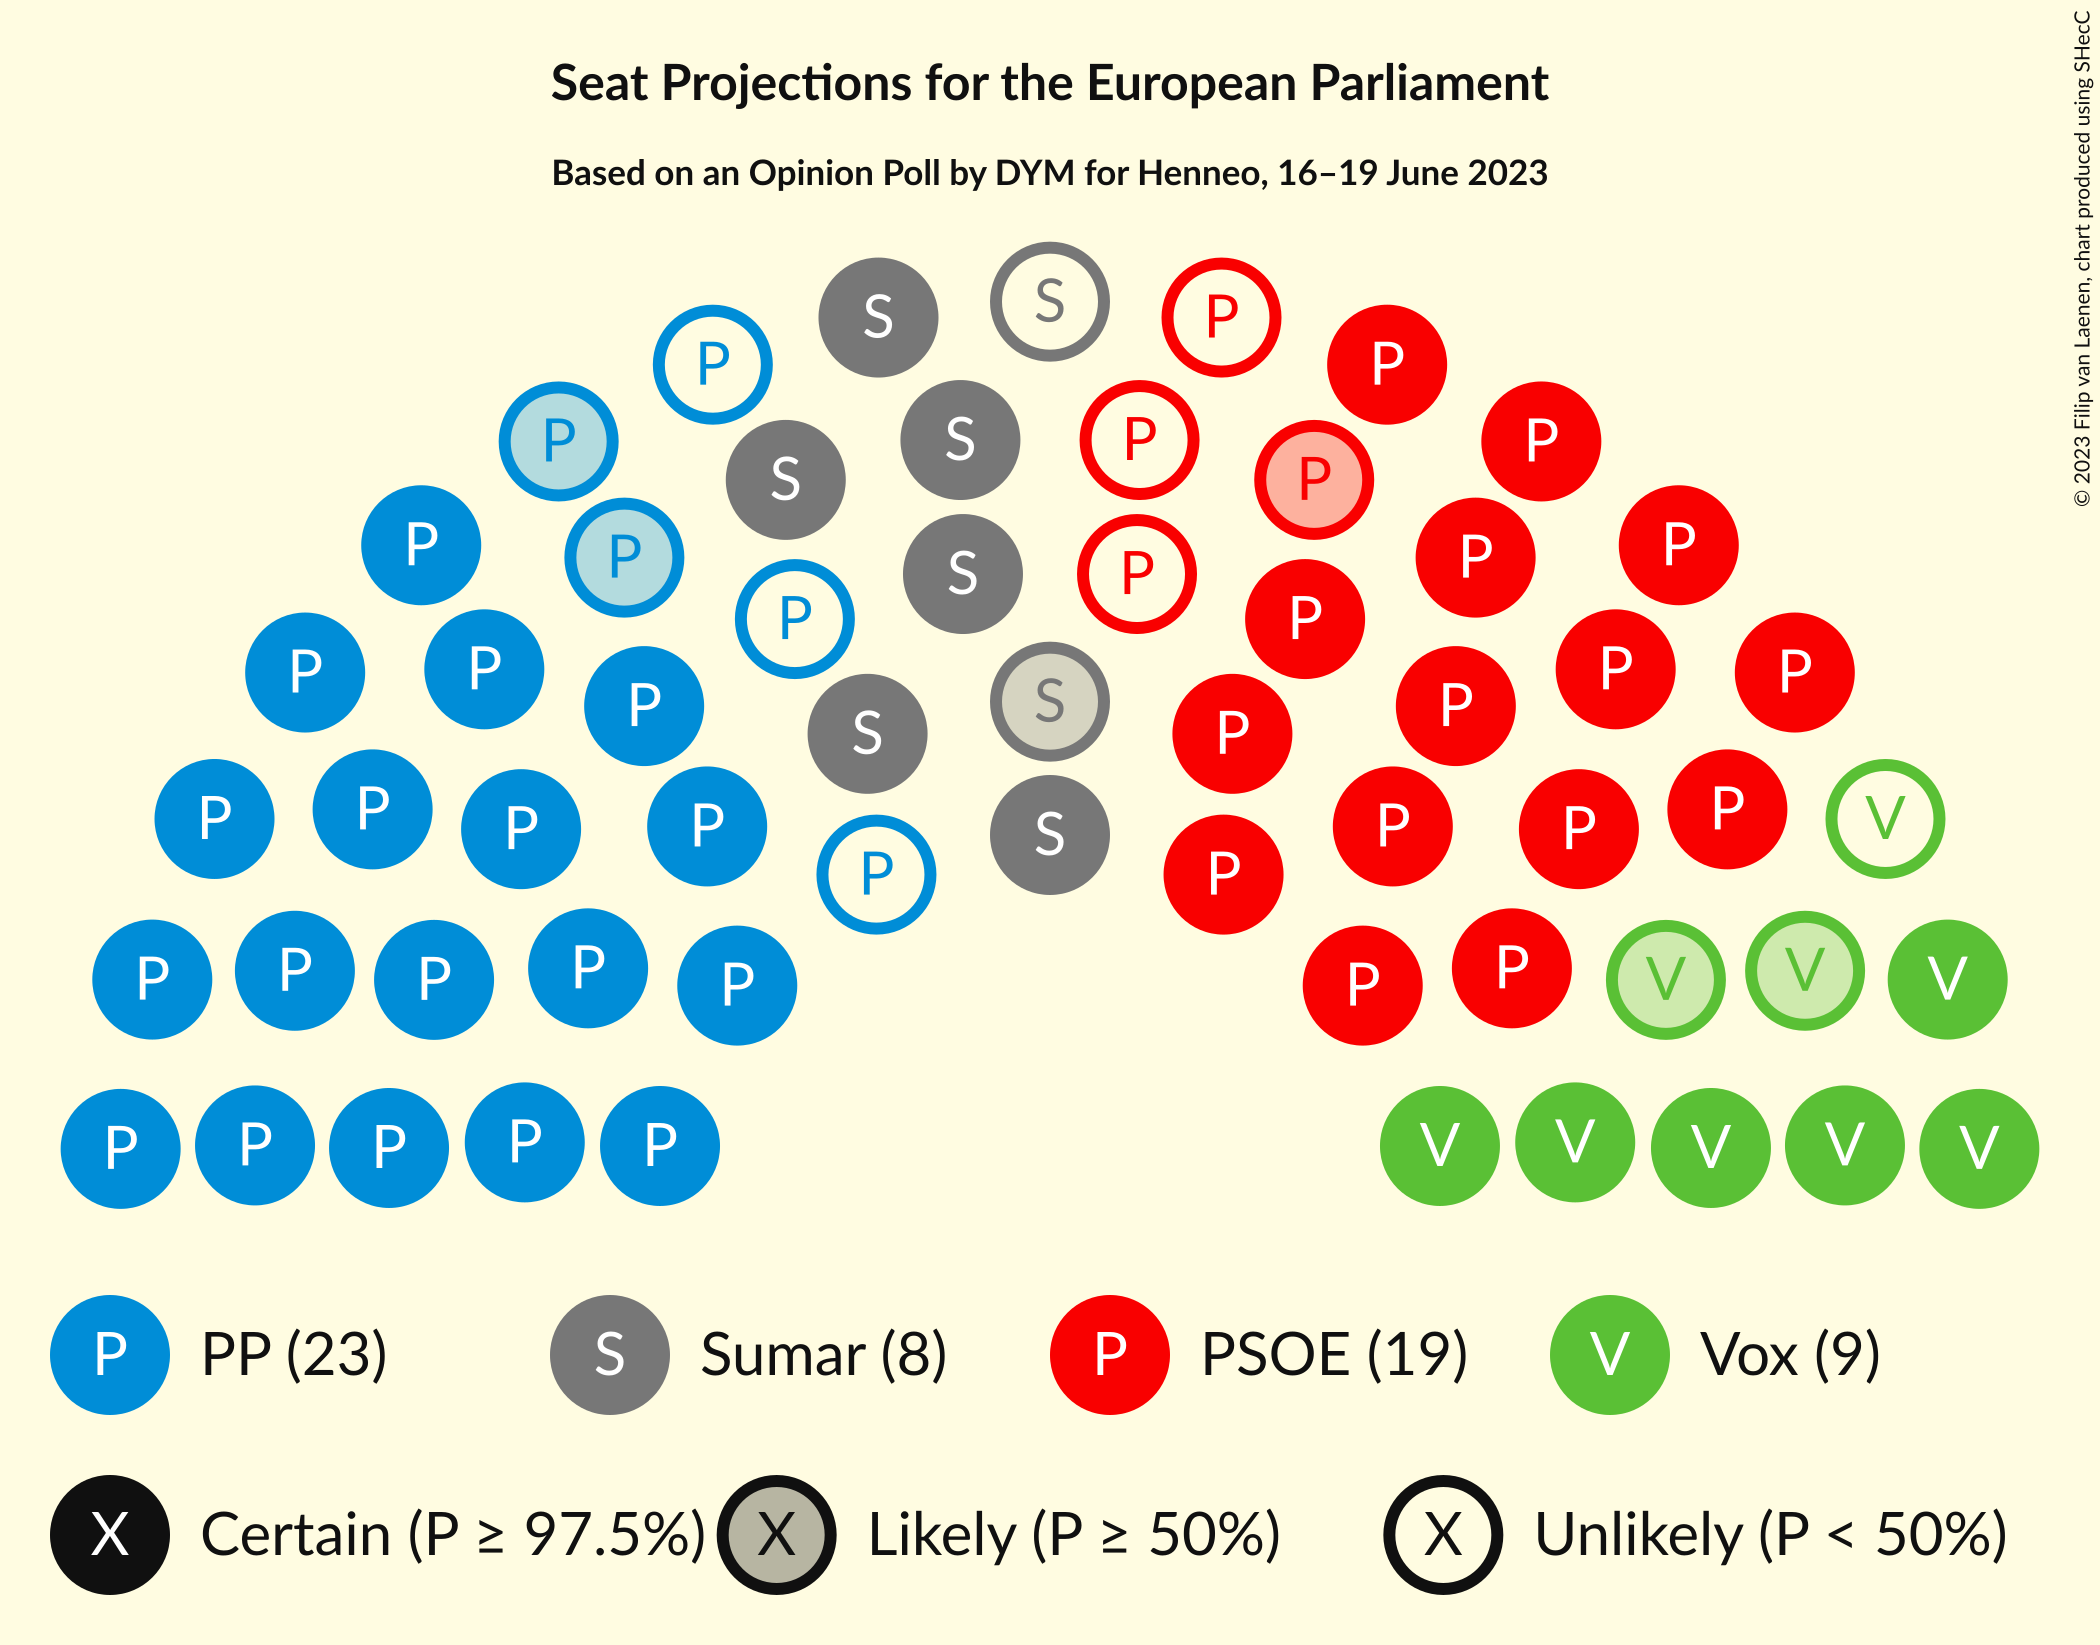 Seat Projections for the European Parliament
Based on an Opinion Poll by DYM for Henneo, 16–19 June 2023
© 2023 Filip van Laenen, chart produced using SHecC
S
P S P
P P
P P
S S
P P
S P
P P
P S P P
P P
P P P P
P P
S P
P P
V P V
P P
P P P P
S
P P
P P
P P
P P V V
P P V V
P P
P P P P P V V V V V
P PP (23) S Sumar (8) P PSOE (19) V Vox (9)
X Certain (P ≥ 97.5%) X Likely (P ≥ 50%) X Unlikely (P < 50%)